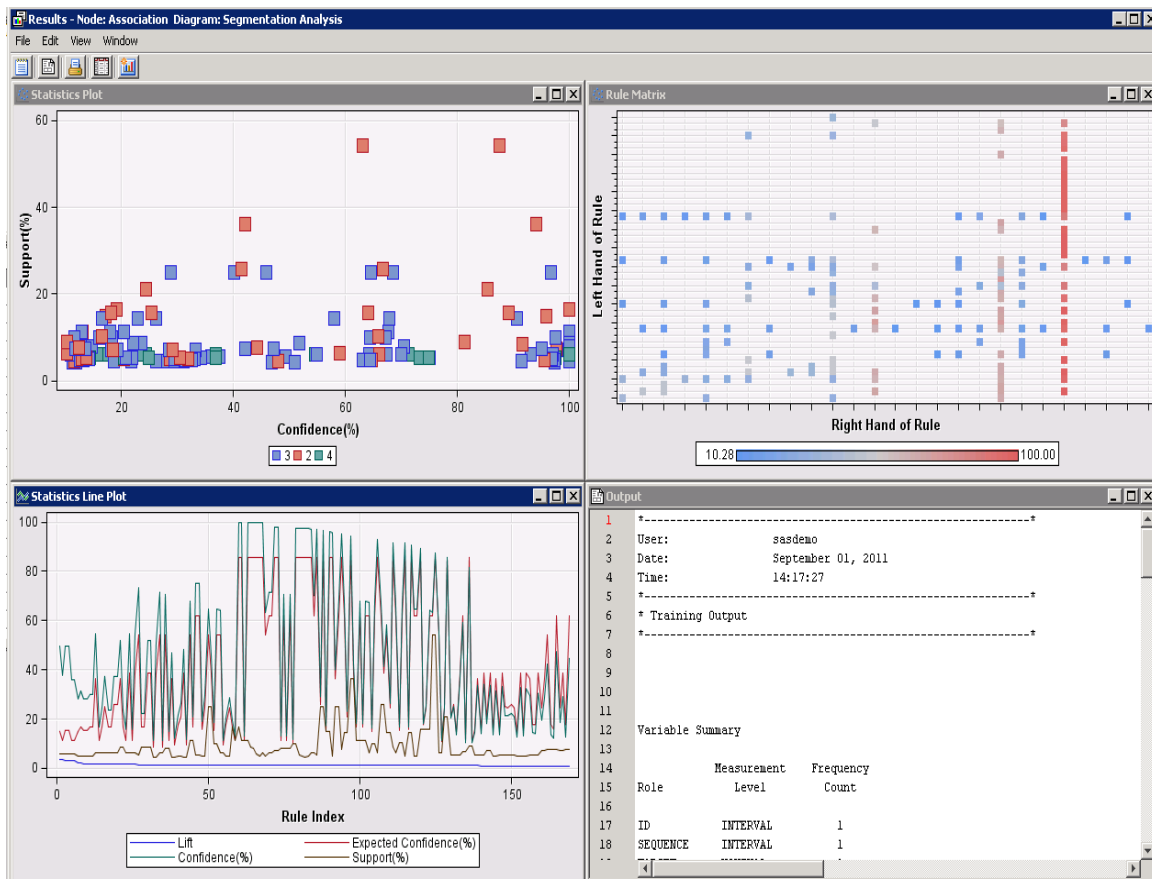 Results - Node: Association Diagram: Segmentation Analysis
File Edit View Window
Statistics Plot
60
40
20
0
Support(%)
20 40 60 80 100
Confidence(%)
3 2 4
Rule Matrix
Left Hand of Rule
Right Hand of Rule
10.28 100.00
Statistics Line Plot
100
80
60
40
20
0
0 50 100 150
Rule Index
Lift Expected Confidence(%)
Confidence(%) Support(%)
Output
1 *------------------------------------------------------------*
2 User: sasdemo
3 Date: September 01, 2011
4 Time: 14:17:27
5 *------------------------------------------------------------*
6 * Training Output
7 *------------------------------------------------------------*
8
9
10
11
12 Variable Summary
13
14 Measurement Frequency
15 Role Level Count
16
17 ID INTERVAL 1
18 SEQUENCE INTERVAL 1